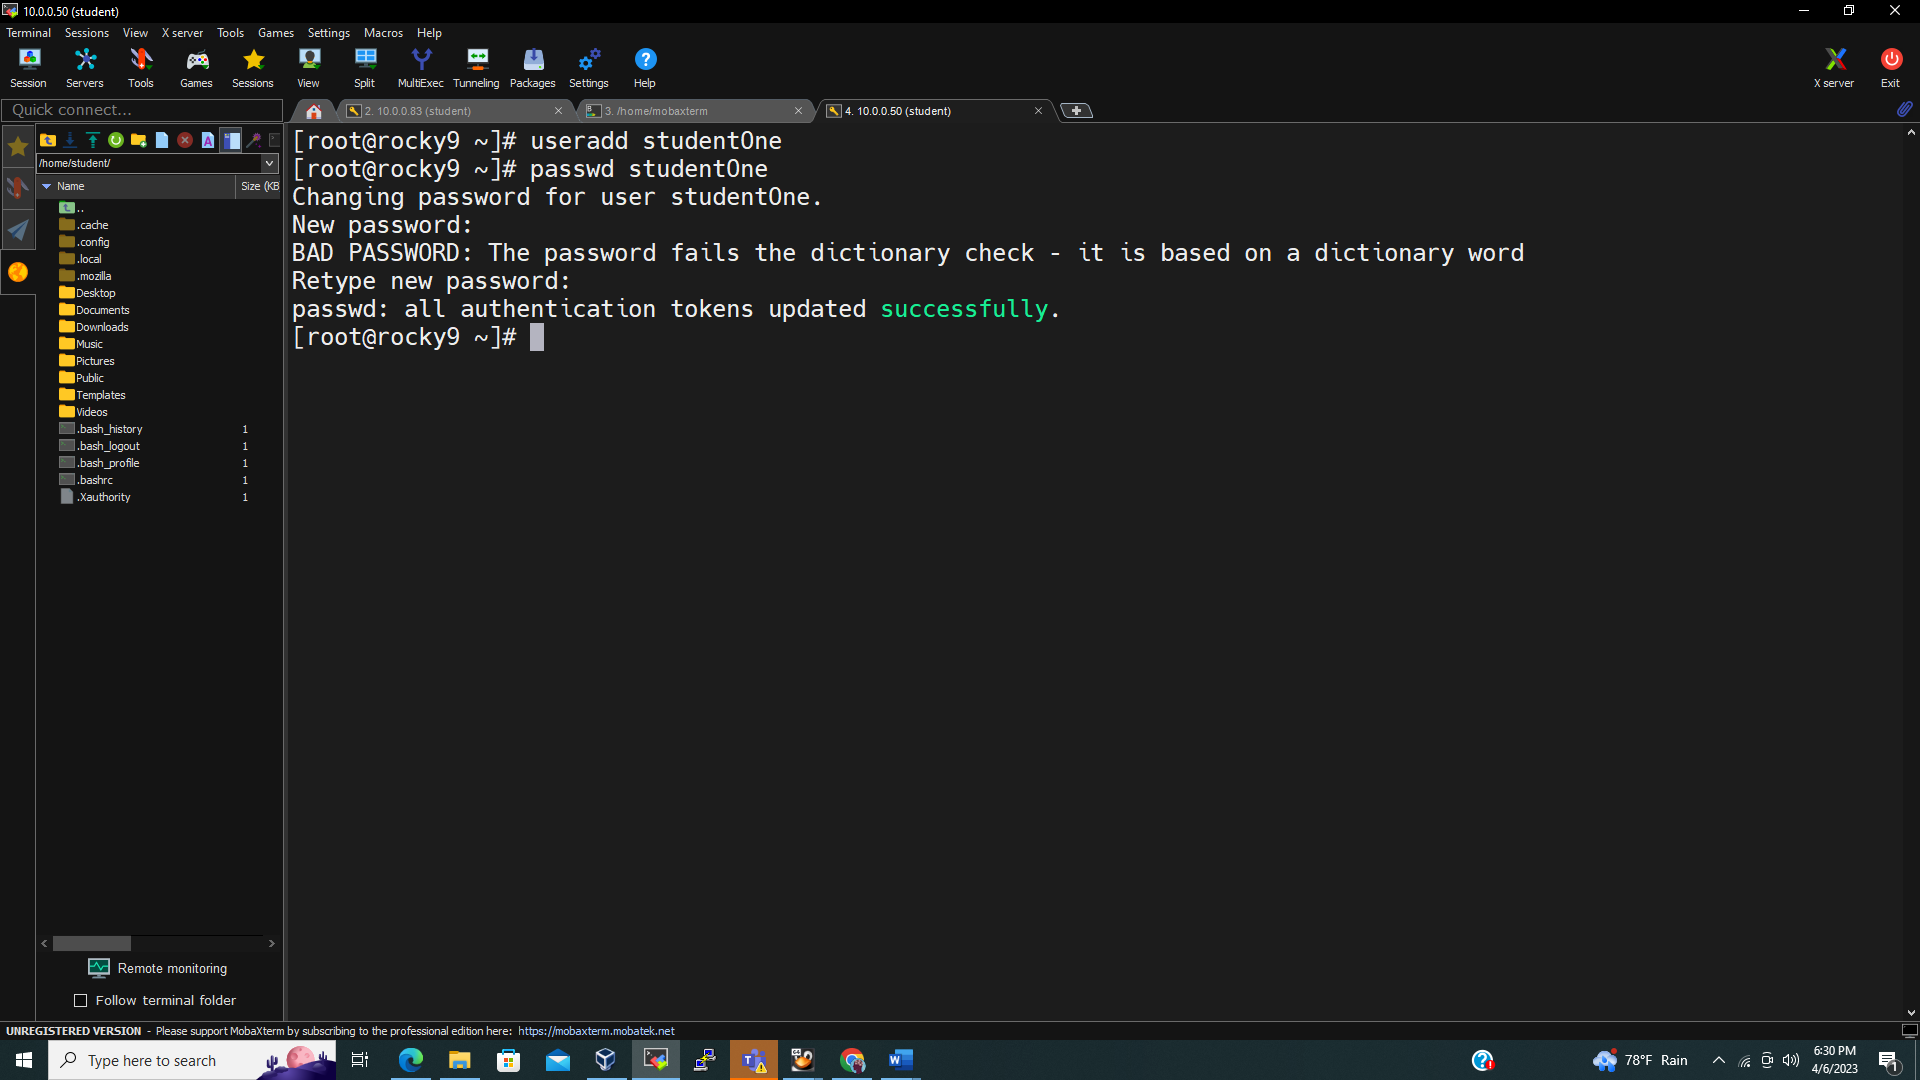 10.0.0.50 (student)
Terminal Sessions View X server Tools Games Settings Macros Help
Session Servers Tools Games Sessions View Split MultiExec Tunneling Packages Settings Help X server Exit
Quick connect...
2. 10.0.0.83 (student)
3. /home/mobaxterm
4. 10.0.0.50 (student)
/home/student/
Name Size (KB
..
.cache
.config
.local
.mozilla
Desktop
Documents
Downloads
Music
Pictures
Public
Templates
Videos
.bash_history 1
.bash_logout 1
.bash_profile 1
.bashrc 1
.Xauthority 1
Remote monitoring
Follow terminal folder
[root@rocky9 ~]# useradd studentOne
[root@rocky9 ~]# passwd studentOne
Changing password for user studentOne.
New password:
BAD PASSWORD: The password fails the dictionary check - it is based on a dictionary word
Retype new password:
passwd: all authentication tokens updated successfully.
[root@rocky9 ~]#
UNREGISTERED VERSION - Please support MobaXterm by subscribing to the professional edition here: https://mobaxterm.mobatek.net
Type here to search
78°F Rain
6:30 PM
4/6/2023
1